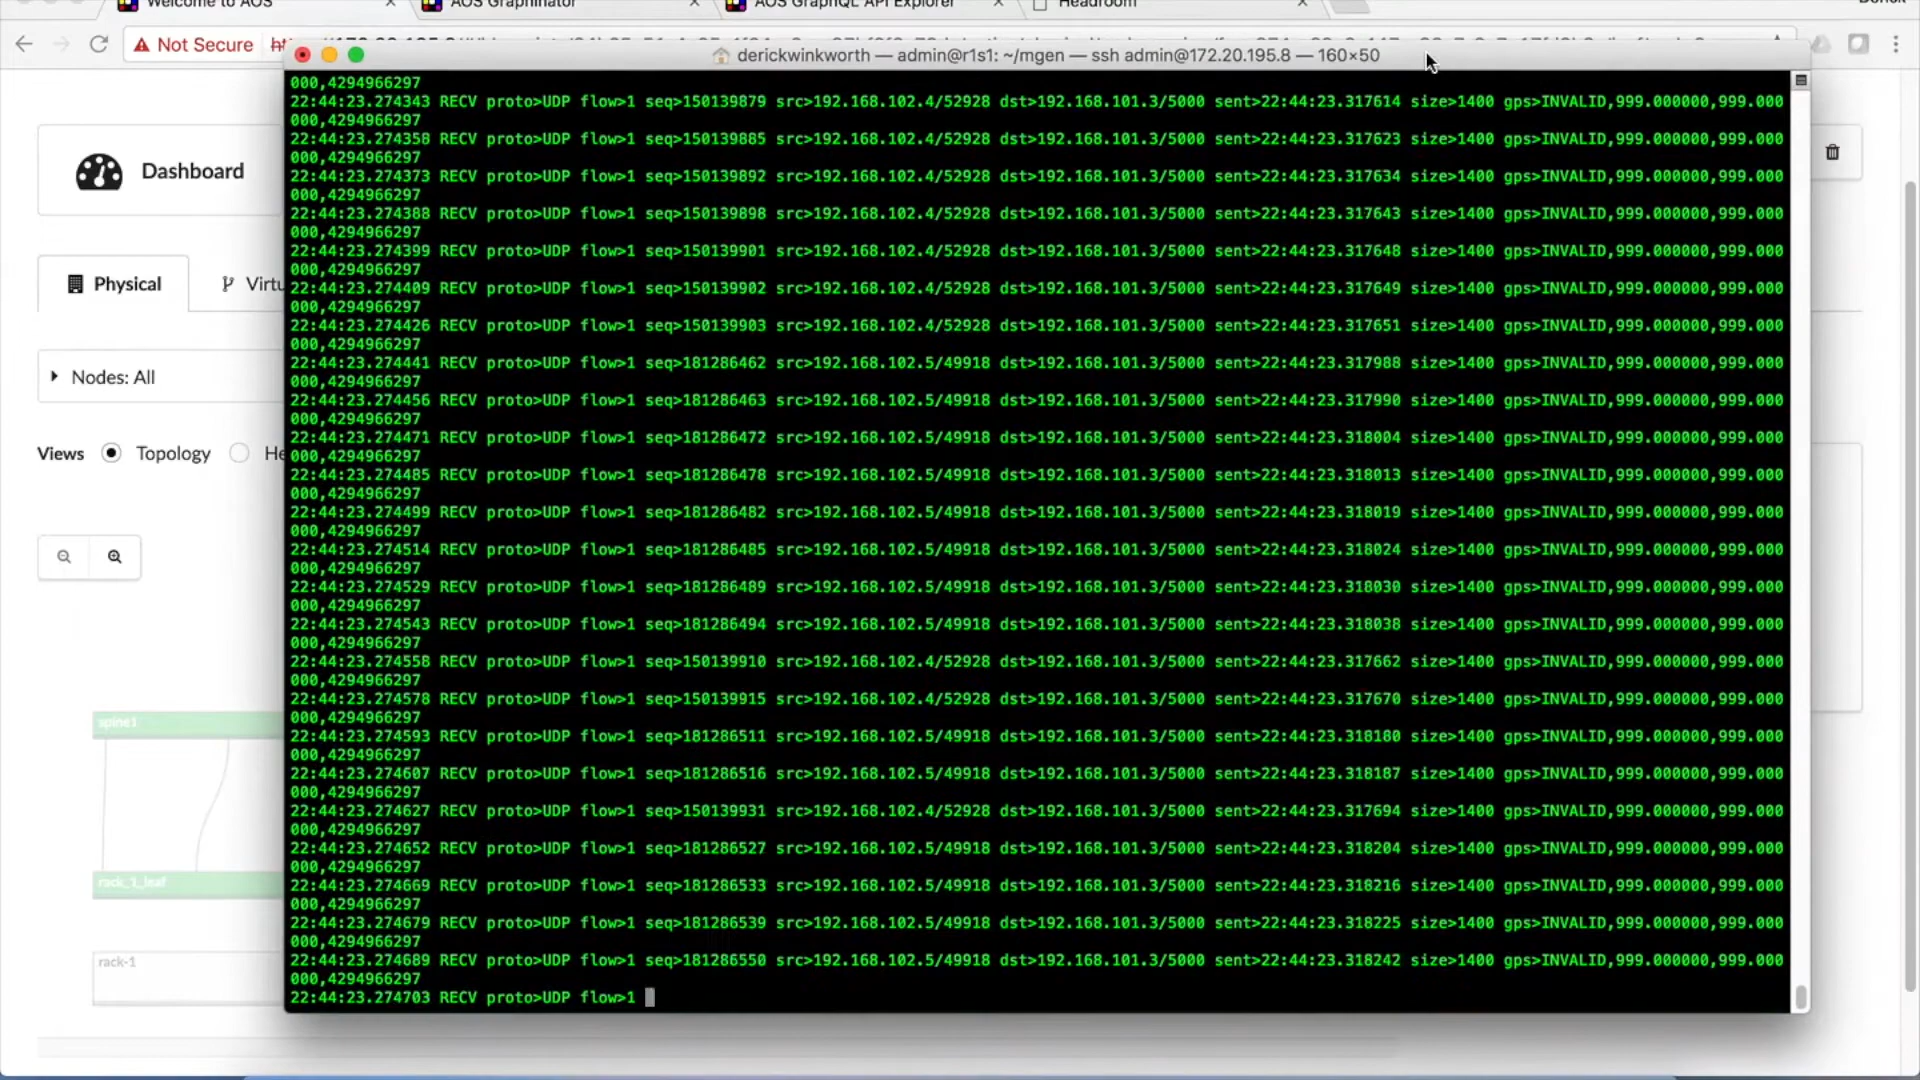 Welcome to AOS
AOS Graphinator
AOS GraphQL API Explorer
Headroom
Not Secure
derickwinkworth — admin@r1s1: ~/mgen — ssh admin@172.20.195.8 — 160×50
Dashboard
Physical
Virtu
Nodes: All
Views Topology He
spine1
rack_1_leaf
rack-1
000,4294966297
22:44:23.274343 RECV proto>UDP flow>1 seq>150139879 src>192.168.102.4/52928 dst>192.168.101.3/5000 sent>22:44:23.317614 size>1400 gps>INVALID,999.000000,999.000
000,4294966297
22:44:23.274358 RECV proto>UDP flow>1 seq>150139885 src>192.168.102.4/52928 dst>192.168.101.3/5000 sent>22:44:23.317623 size>1400 gps>INVALID,999.000000,999.000
000,4294966297
22:44:23.274373 RECV proto>UDP flow>1 seq>150139892 src>192.168.102.4/52928 dst>192.168.101.3/5000 sent>22:44:23.317634 size>1400 gps>INVALID,999.000000,999.000
000,4294966297
22:44:23.274388 RECV proto>UDP flow>1 seq>150139898 src>192.168.102.4/52928 dst>192.168.101.3/5000 sent>22:44:23.317643 size>1400 gps>INVALID,999.000000,999.000
000,4294966297
22:44:23.274399 RECV proto>UDP flow>1 seq>150139901 src>192.168.102.4/52928 dst>192.168.101.3/5000 sent>22:44:23.317648 size>1400 gps>INVALID,999.000000,999.000
000,4294966297
22:44:23.274409 RECV proto>UDP flow>1 seq>150139902 src>192.168.102.4/52928 dst>192.168.101.3/5000 sent>22:44:23.317649 size>1400 gps>INVALID,999.000000,999.000
000,4294966297
22:44:23.274426 RECV proto>UDP flow>1 seq>150139903 src>192.168.102.4/52928 dst>192.168.101.3/5000 sent>22:44:23.317651 size>1400 gps>INVALID,999.000000,999.000
000,4294966297
22:44:23.274441 RECV proto>UDP flow>1 seq>181286462 src>192.168.102.5/49918 dst>192.168.101.3/5000 sent>22:44:23.317988 size>1400 gps>INVALID,999.000000,999.000
000,4294966297
22:44:23.274456 RECV proto>UDP flow>1 seq>181286463 src>192.168.102.5/49918 dst>192.168.101.3/5000 sent>22:44:23.317990 size>1400 gps>INVALID,999.000000,999.000
000,4294966297
22:44:23.274471 RECV proto>UDP flow>1 seq>181286472 src>192.168.102.5/49918 dst>192.168.101.3/5000 sent>22:44:23.318004 size>1400 gps>INVALID,999.000000,999.000
000,4294966297
22:44:23.274485 RECV proto>UDP flow>1 seq>181286478 src>192.168.102.5/49918 dst>192.168.101.3/5000 sent>22:44:23.318013 size>1400 gps>INVALID,999.000000,999.000
000,4294966297
22:44:23.274499 RECV proto>UDP flow>1 seq>181286482 src>192.168.102.5/49918 dst>192.168.101.3/5000 sent>22:44:23.318019 size>1400 gps>INVALID,999.000000,999.000
000,4294966297
22:44:23.274514 RECV proto>UDP flow>1 seq>181286485 src>192.168.102.5/49918 dst>192.168.101.3/5000 sent>22:44:23.318024 size>1400 gps>INVALID,999.000000,999.000
000,4294966297
22:44:23.274529 RECV proto>UDP flow>1 seq>181286489 src>192.168.102.5/49918 dst>192.168.101.3/5000 sent>22:44:23.318030 size>1400 gps>INVALID,999.000000,999.000
000,4294966297
22:44:23.274543 RECV proto>UDP flow>1 seq>181286494 src>192.168.102.5/49918 dst>192.168.101.3/5000 sent>22:44:23.318038 size>1400 gps>INVALID,999.000000,999.000
000,4294966297
22:44:23.274558 RECV proto>UDP flow>1 seq>150139910 src>192.168.102.4/52928 dst>192.168.101.3/5000 sent>22:44:23.317662 size>1400 gps>INVALID,999.000000,999.000
000,4294966297
22:44:23.274578 RECV proto>UDP flow>1 seq>150139915 src>192.168.102.4/52928 dst>192.168.101.3/5000 sent>22:44:23.317670 size>1400 gps>INVALID,999.000000,999.000
000,4294966297
22:44:23.274593 RECV proto>UDP flow>1 seq>181286511 src>192.168.102.5/49918 dst>192.168.101.3/5000 sent>22:44:23.318180 size>1400 gps>INVALID,999.000000,999.000
000,4294966297
22:44:23.274607 RECV proto>UDP flow>1 seq>181286516 src>192.168.102.5/49918 dst>192.168.101.3/5000 sent>22:44:23.318187 size>1400 gps>INVALID,999.000000,999.000
000,4294966297
22:44:23.274627 RECV proto>UDP flow>1 seq>150139931 src>192.168.102.4/52928 dst>192.168.101.3/5000 sent>22:44:23.317694 size>1400 gps>INVALID,999.000000,999.000
000,4294966297
22:44:23.274652 RECV proto>UDP flow>1 seq>181286527 src>192.168.102.5/49918 dst>192.168.101.3/5000 sent>22:44:23.318204 size>1400 gps>INVALID,999.000000,999.000
000,4294966297
22:44:23.274669 RECV proto>UDP flow>1 seq>181286533 src>192.168.102.5/49918 dst>192.168.101.3/5000 sent>22:44:23.318216 size>1400 gps>INVALID,999.000000,999.000
000,4294966297
22:44:23.274679 RECV proto>UDP flow>1 seq>181286539 src>192.168.102.5/49918 dst>192.168.101.3/5000 sent>22:44:23.318225 size>1400 gps>INVALID,999.000000,999.000
000,4294966297
22:44:23.274689 RECV proto>UDP flow>1 seq>181286550 src>192.168.102.5/49918 dst>192.168.101.3/5000 sent>22:44:23.318242 size>1400 gps>INVALID,999.000000,999.000
000,4294966297
22:44:23.274703 RECV proto>UDP flow>1